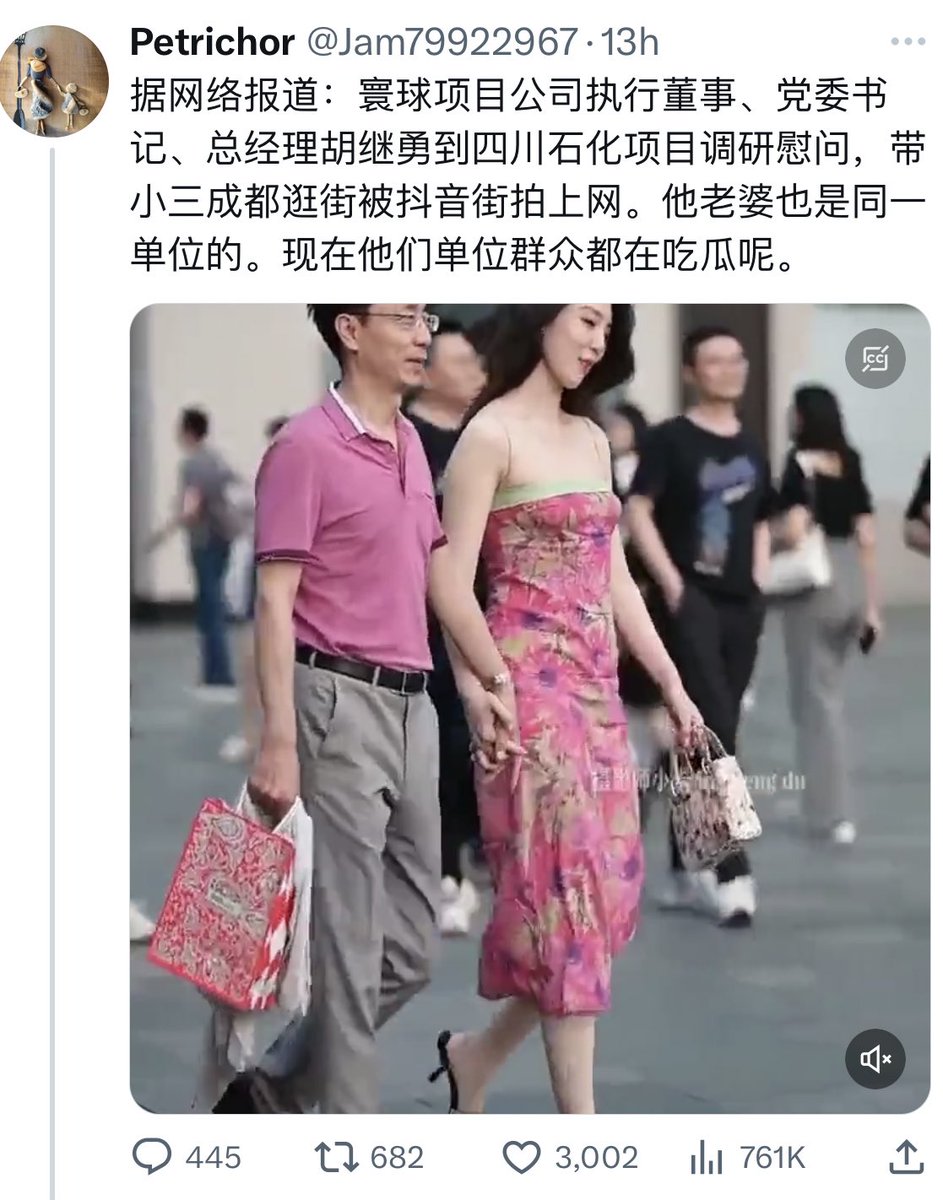 Petrichor @Jam79922967·13h
据网络报道：寰球项目公司执行董事、党委书
记、总经理胡继勇到四川石化项目调研慰问，带
小三成都逛街被抖音街拍上网。他老婆也是同一
单位的。现在他们单位群众都在吃瓜呢。
CC
摄影师小
eng du
445 682 3,002 761K